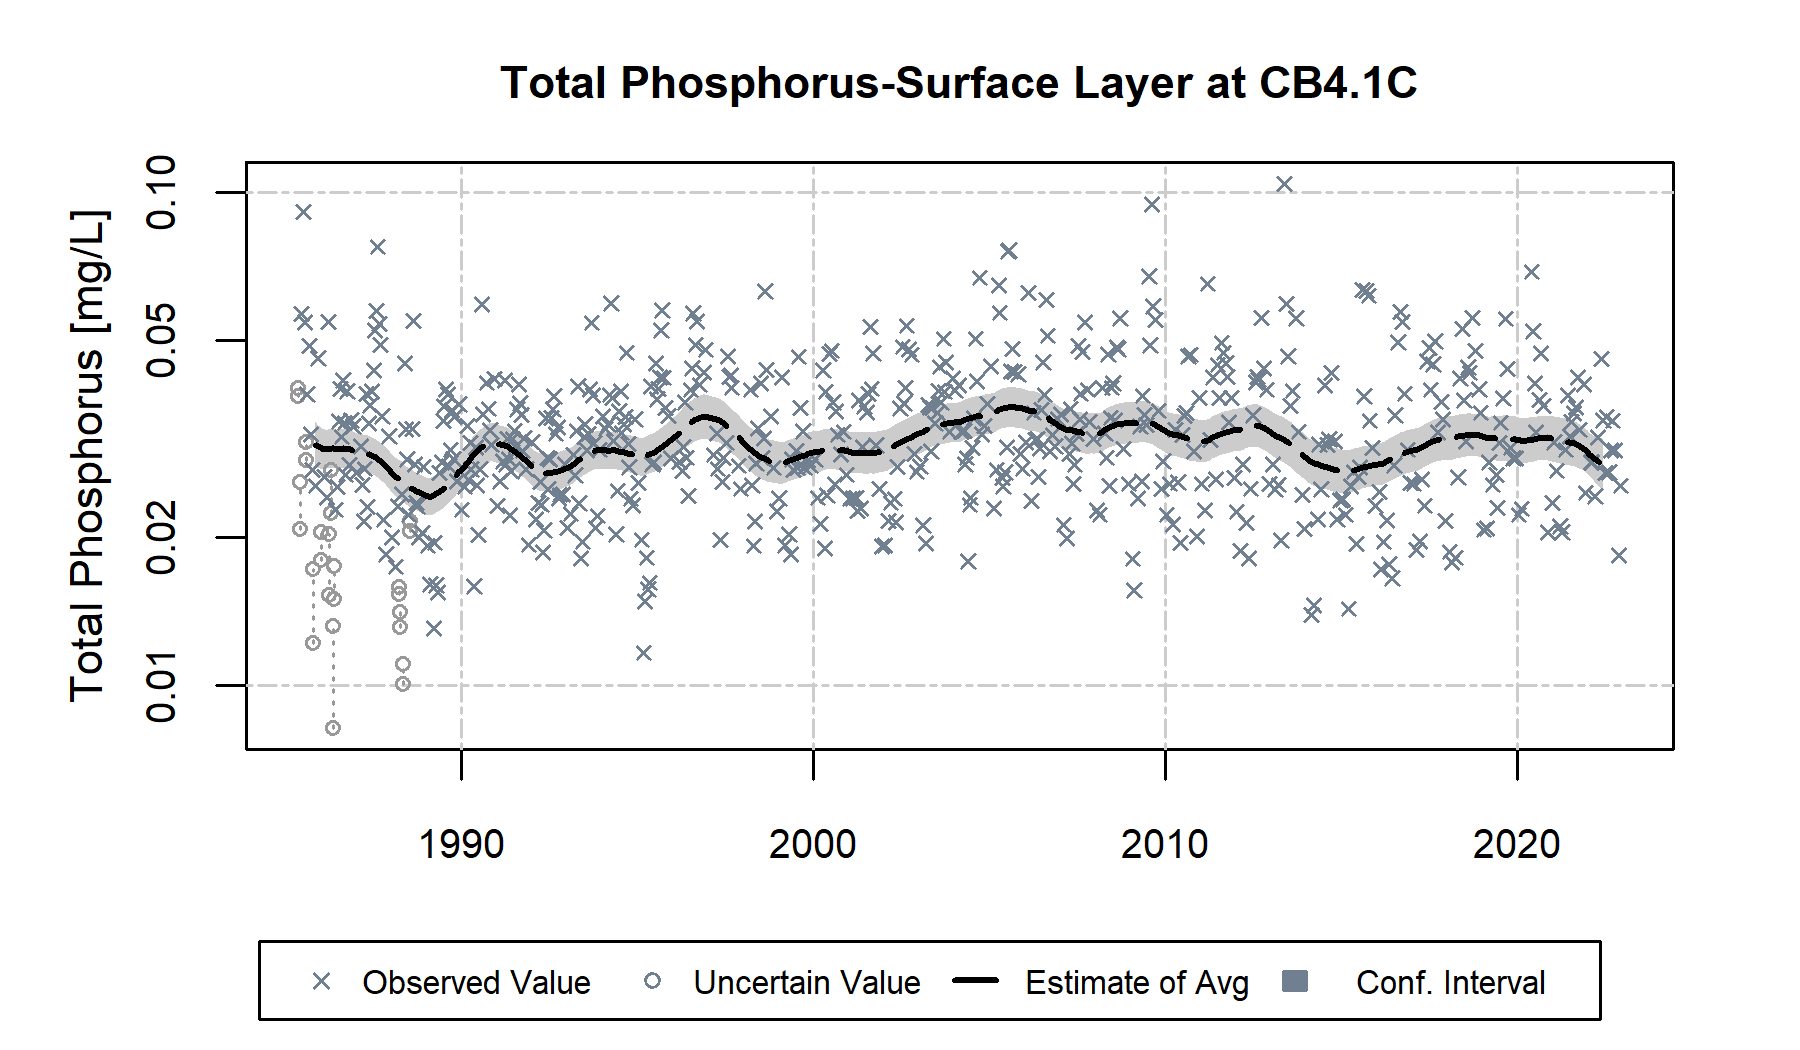 Total Phosphorus-Surface Layer at CB4.1C
Total Phosphorus [mg/L]
0.10
0.05
0.02
0.01
1990 2000 2010 2020
Observed Value Uncertain Value Estimate of Avg Conf. Interval